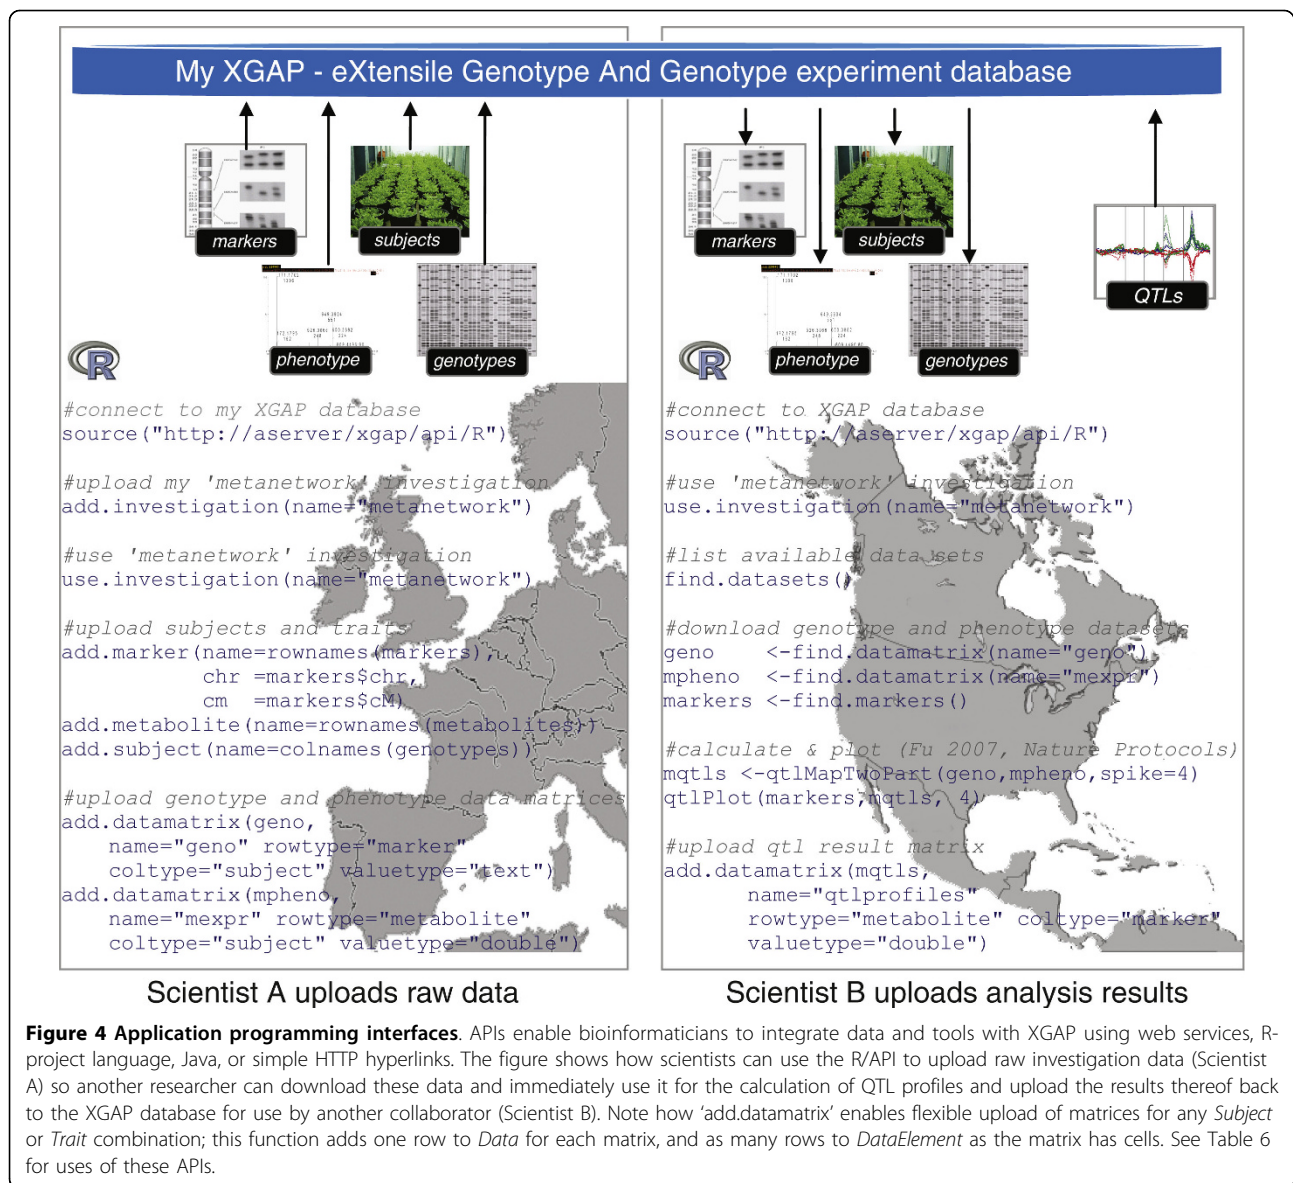 My XGAP - eXtensile Genotype And Genotype experiment database
markers
subjects
phenotype
genotypes
R
#connect to my XGAP database
source("http://aserver/xgap/api/R")
#upload my 'metanetwork' investigation
add.investigation(name="metanetwork")
#use 'metanetwork' investigation
use.investigation(name="metanetwork")
#upload subjects and traits
add.marker(name=rownames(markers),
chr =markers$chr,
cm =markers$cM)
add.metabolite(name=rownames(metabolites))
add.subject(name=colnames(genotypes))
#upload genotype and phenotype data matrices
add.datamatrix(geno,
name="geno" rowtype="marker"
coltype="subject" valuetype="text")
add.datamatrix(mpheno,
name="mexpr" rowtype="metabolite"
coltype="subject" valuetype="double")
Scientist A uploads raw data
markers
subjects
QTLs
phenotype
genotypes
R
#connect to XGAP database
source("http://aserver/xgap/api/R")
#use 'metanetwork' investigation
use.investigation(name="metanetwork")
#list available data sets
find.datasets()
#download genotype and phenotype datasets
geno <-find.datamatrix(name="geno")
mpheno <-find.datamatrix(name="mexpr")
markers <-find.markers()
#calculate & plot (Fu 2007, Nature Protocols)
mqtls <-qtlMapTwoPart(geno,mpheno,spike=4)
qtlPlot(markers,mqtls, 4)
#upload qtl result matrix
add.datamatrix(mqtls,
name="qtlprofiles"
rowtype="metabolite" coltype="marker"
valuetype="double")
Scientist B uploads analysis results
Figure 4 Application programming interfaces. APIs enable bioinformaticians to integrate data and tools with XGAP using web services, R-
project language, Java, or simple HTTP hyperlinks. The figure shows how scientists can use the R/API to upload raw investigation data (Scientist
A) so another researcher can download these data and immediately use it for the calculation of QTL profiles and upload the results thereof back
to the XGAP database for use by another collaborator (Scientist B). Note how ‘add.datamatrix’ enables flexible upload of matrices for any Subject
or Trait combination; this function adds one row to Data for each matrix, and as many rows to DataElement as the matrix has cells. See Table 6
for uses of these APIs.